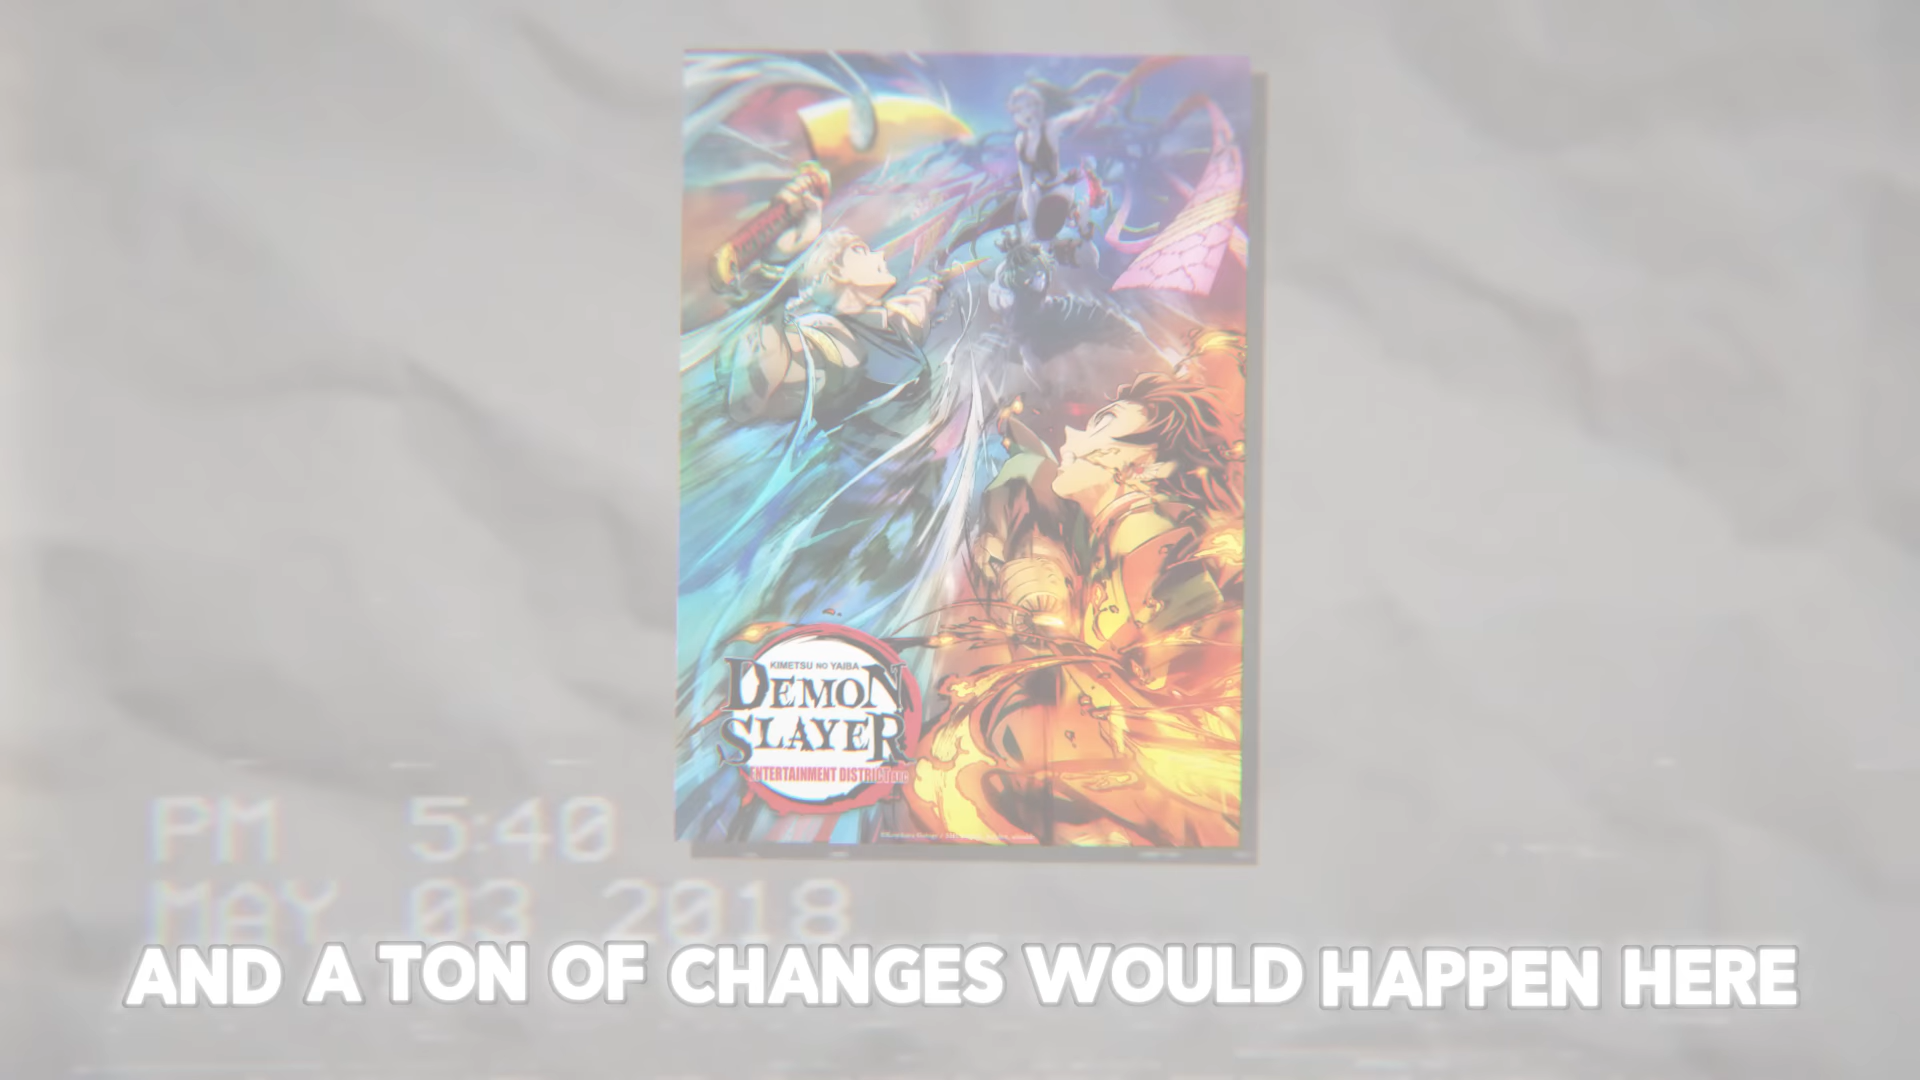 KIMETSU NO YAIBA
DEMON
SLAYER
ENTERTAINMENT DISTRICT
PM 5:40
MAY 03 2018
AND A TON OF CHANGES WOULD HAPPEN HERE